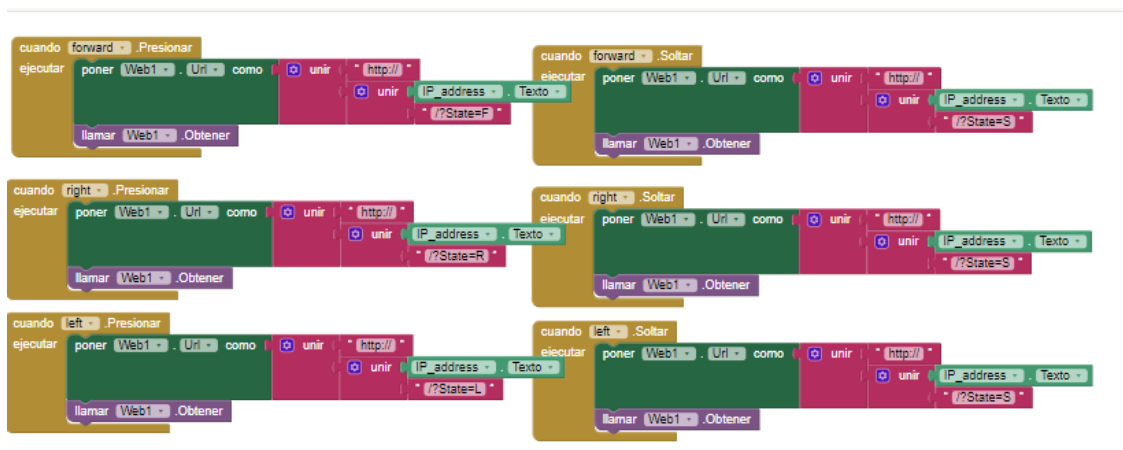 cuando forward .Presionar
ejecutar poner Web1 . Url como unir " http:// "
unir IP_address . Texto
" /?State=F "
llamar Web1 .Obtener
cuando forward .Soltar
ejecutar poner Web1 . Url como unir " http:// "
unir IP_address . Texto
" /?State=S "
llamar Web1 .Obtener
cuando right .Presionar
ejecutar poner Web1 . Url como unir " http:// "
unir IP_address . Texto
" /?State=R "
llamar Web1 .Obtener
cuando right .Soltar
ejecutar poner Web1 . Url como unir " http:// "
unir IP_address . Texto
" /?State=S "
llamar Web1 .Obtener
cuando left .Presionar
ejecutar poner Web1 . Url como unir " http:// "
unir IP_address . Texto
" /?State=L "
llamar Web1 .Obtener
cuando left .Soltar
ejecutar poner Web1 . Url como unir " http:// "
unir IP_address . Texto
" /?State=S "
llamar Web1 .Obtener